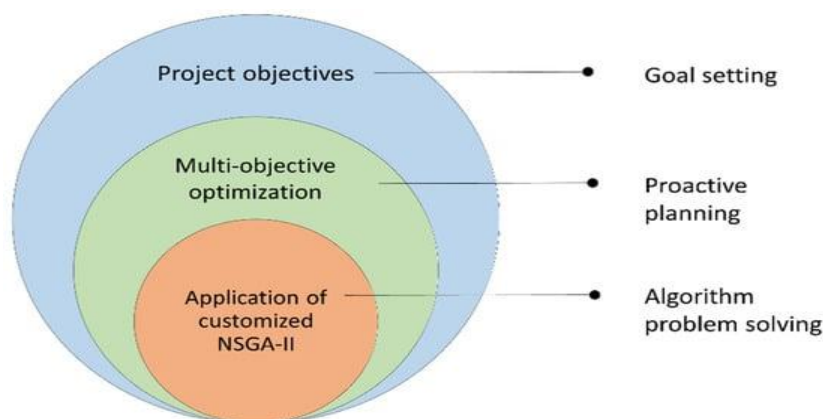 Project objectives
Goal setting
Multi-objective
optimization
Proactive
planning
Application of
customized
NSGA-II
Algorithm
problem solving